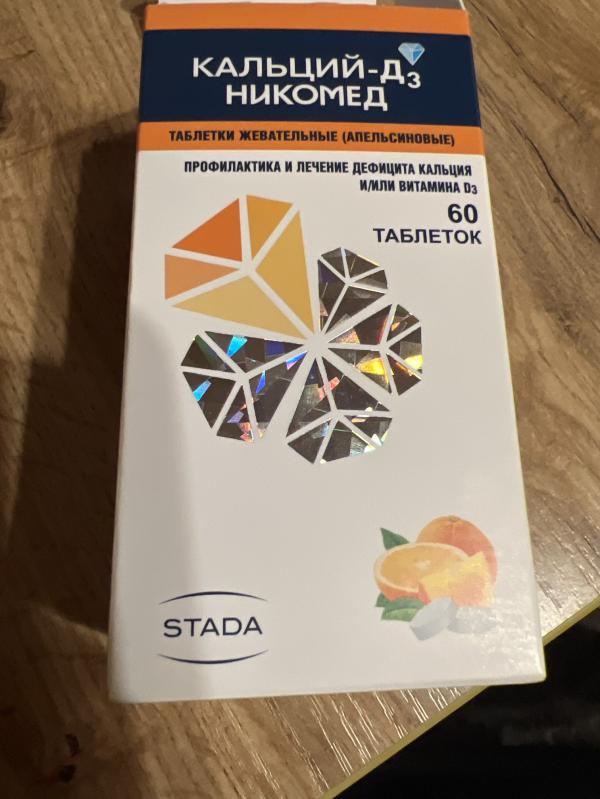 КАЛЬЦИЙ-Д3
НИКОМЕД
ТАБЛЕТКИ ЖЕВАТЕЛЬНЫЕ (АПЕЛЬСИНОВЫЕ)
ПРОФИЛАКТИКА И ЛЕЧЕНИЕ ДЕФИЦИТА КАЛЬЦИЯ
И/ИЛИ ВИТАМИНА D3
60
ТАБЛЕТОК
STADA